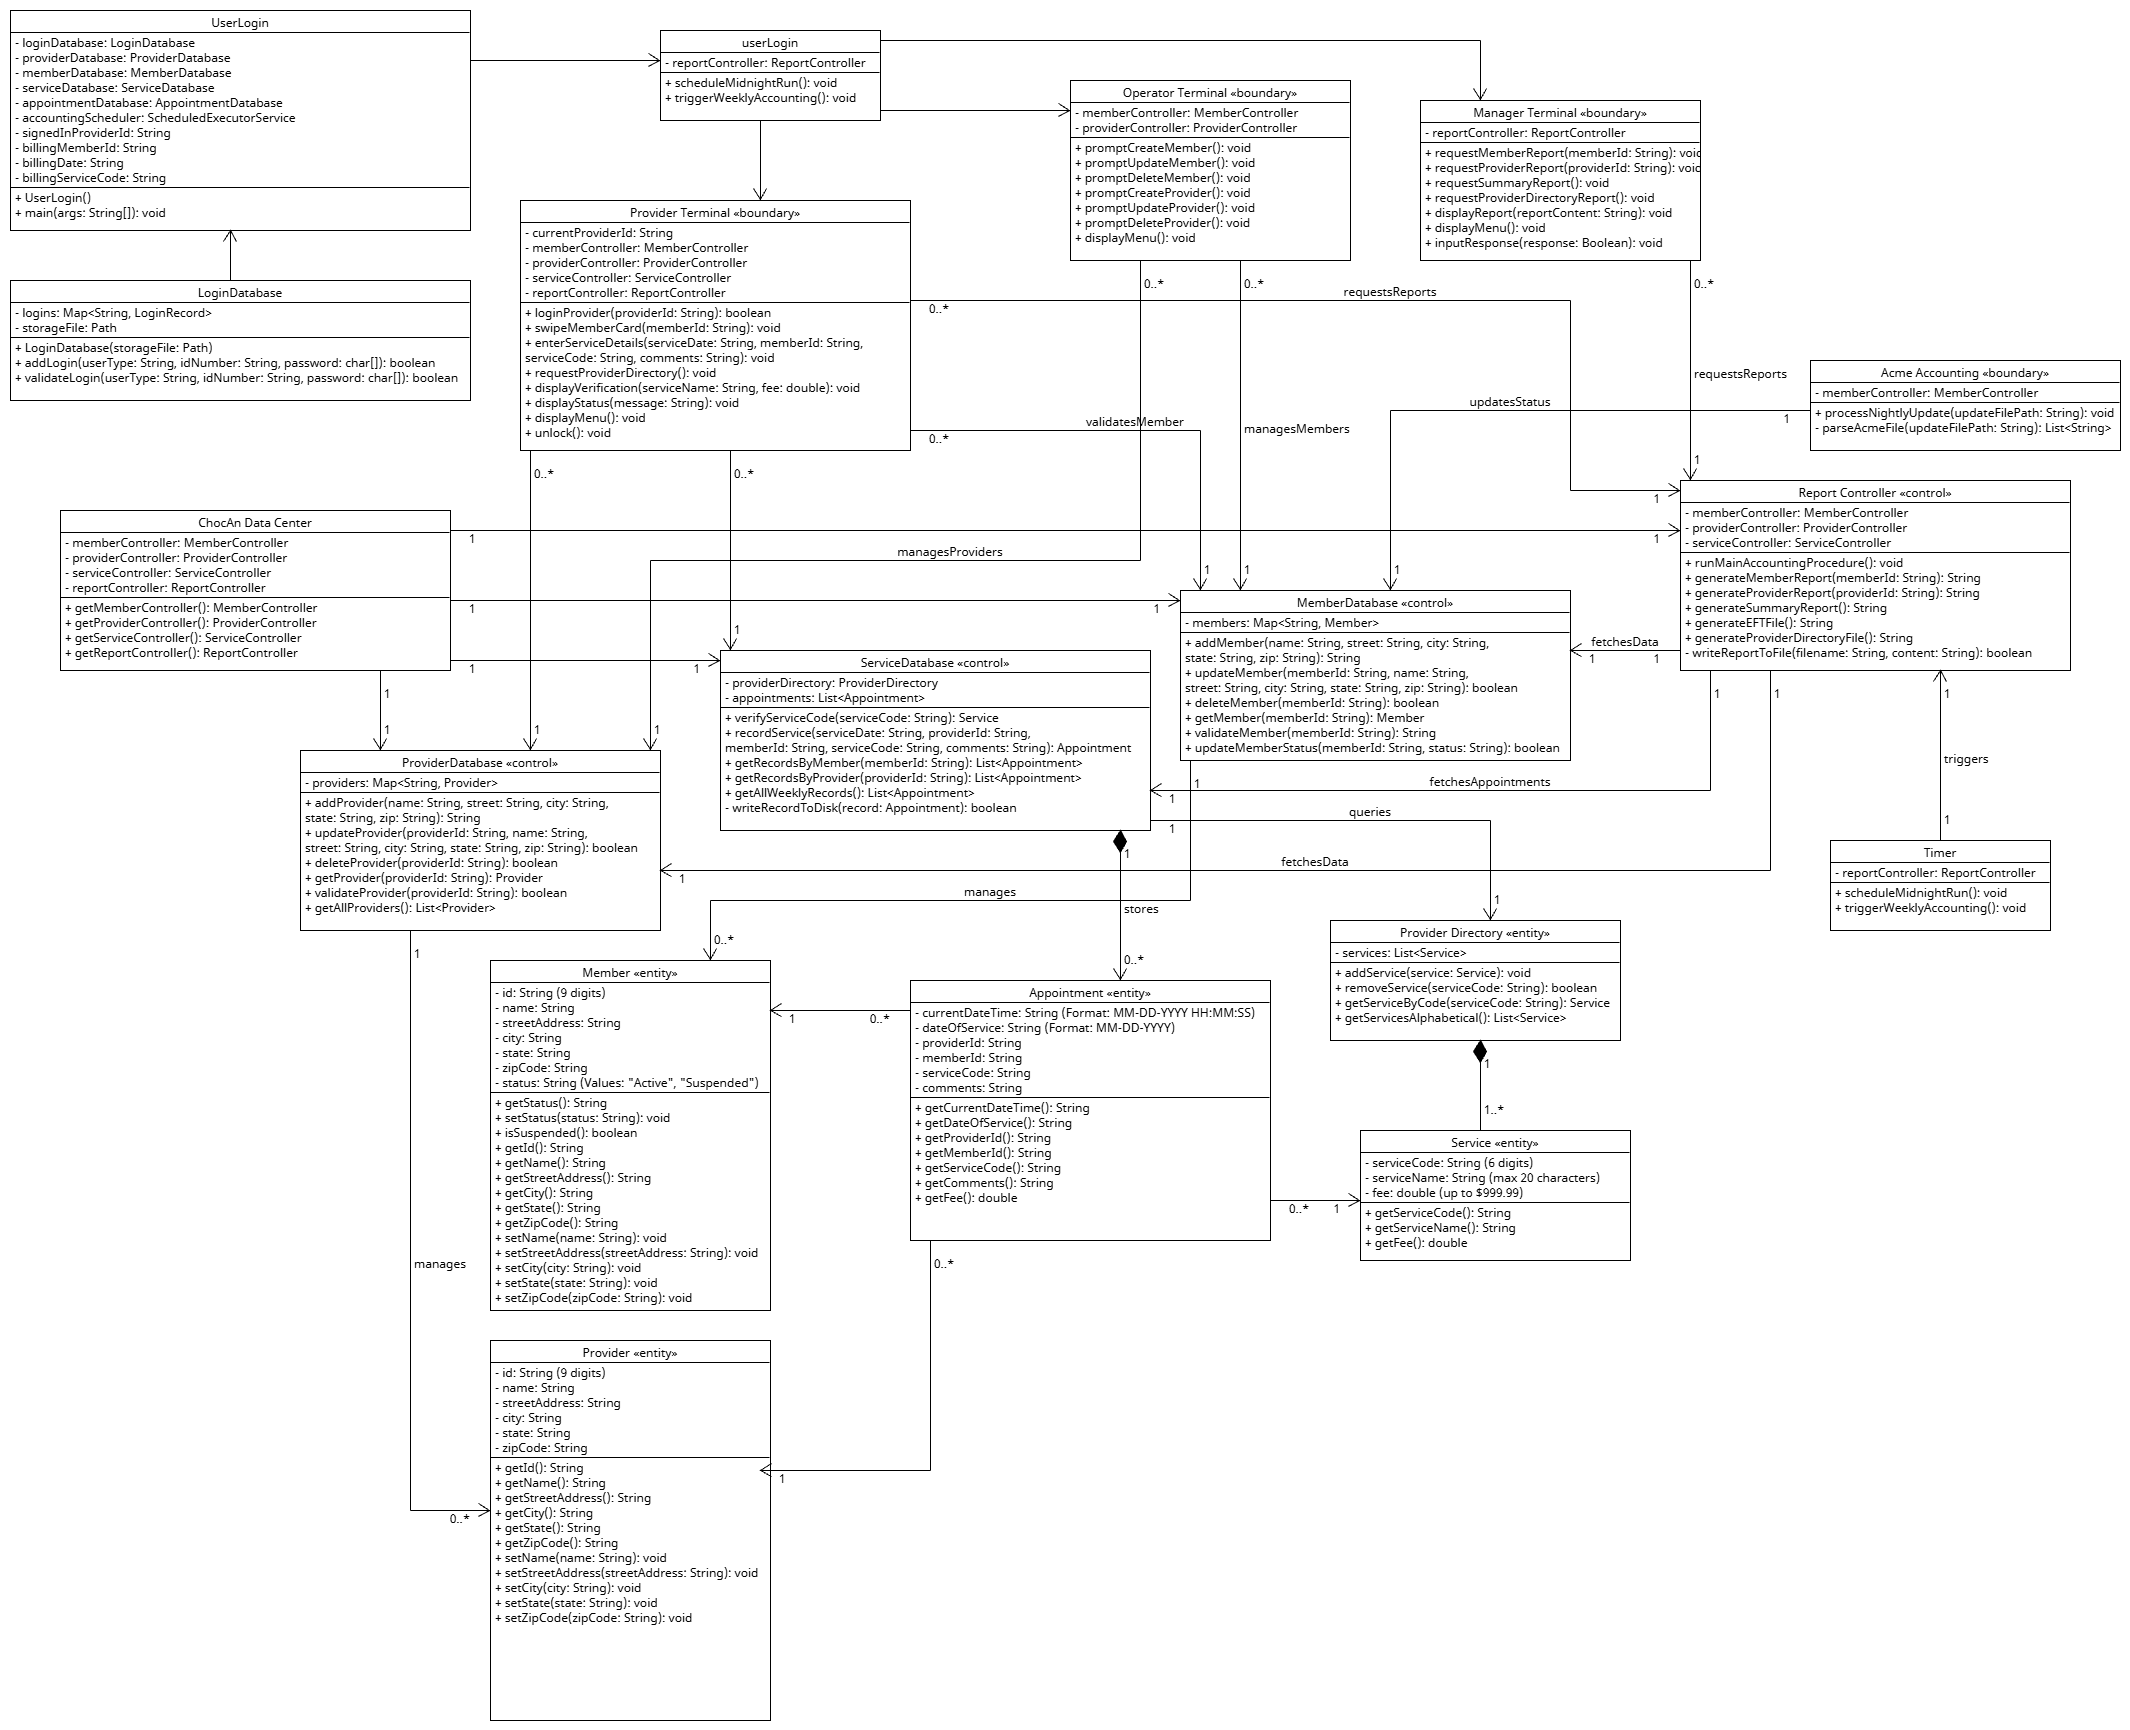 UserLogin
- loginDatabase: LoginDatabase
- providerDatabase: ProviderDatabase
- memberDatabase: MemberDatabase
- serviceDatabase: ServiceDatabase
- appointmentDatabase: AppointmentDatabase
- accountingScheduler: ScheduledExecutorService
- signedInProviderId: String
- billingMemberId: String
- billingDate: String
- billingServiceCode: String
+ UserLogin()
+ main(args: String[]): void
userLogin
- reportController: ReportController
+ scheduleMidnightRun(): void
+ triggerWeeklyAccounting(): void
Operator Terminal «boundary»
- memberController: MemberController
- providerController: ProviderController
+ promptCreateMember(): void
+ promptUpdateMember(): void
+ promptDeleteMember(): void
+ promptCreateProvider(): void
+ promptUpdateProvider(): void
+ promptDeleteProvider(): void
+ displayMenu(): void
Manager Terminal «boundary»
- reportController: ReportController
+ requestMemberReport(memberId: String): void
+ requestProviderReport(providerId: String): void
+ requestSummaryReport(): void
+ requestProviderDirectoryReport(): void
+ displayReport(reportContent: String): void
+ displayMenu(): void
+ inputResponse(response: Boolean): void
LoginDatabase
- logins: Map<String, LoginRecord>
- storageFile: Path
+ LoginDatabase(storageFile: Path)
+ addLogin(userType: String, idNumber: String, password: char[]): boolean
+ validateLogin(userType: String, idNumber: String, password: char[]): boolean
Provider Terminal «boundary»
- currentProviderId: String
- memberController: MemberController
- providerController: ProviderController
- serviceController: ServiceController
- reportController: ReportController
+ loginProvider(providerId: String): boolean
+ swipeMemberCard(memberId: String): void
+ enterServiceDetails(serviceDate: String, memberId: String,
serviceCode: String, comments: String): void
+ requestProviderDirectory(): void
+ displayVerification(serviceName: String, fee: double): void
+ displayStatus(message: String): void
+ displayMenu(): void
+ unlock(): void
0..*
0..*
0..*
requestsReports
0..*
requestsReports
1
1
updatesStatus
1
1
validatesMember
0..*
1
managesMembers
1
0..*
0..*
Acme Accounting «boundary»
- memberController: MemberController
+ processNightlyUpdate(updateFilePath: String): void
- parseAcmeFile(updateFilePath: String): List<String>
Report Controller «control»
- memberController: MemberController
- providerController: ProviderController
- serviceController: ServiceController
+ runMainAccountingProcedure(): void
+ generateMemberReport(memberId: String): String
+ generateProviderReport(providerId: String): String
+ generateSummaryReport(): String
+ generateEFTFile(): String
+ generateProviderDirectoryFile(): String
- writeReportToFile(filename: String, content: String): boolean
ChocAn Data Center
- memberController: MemberController
- providerController: ProviderController
- serviceController: ServiceController
- reportController: ReportController
+ getMemberController(): MemberController
+ getProviderController(): ProviderController
+ getServiceController(): ServiceController
+ getReportController(): ReportController
1
1
managesProviders
1
1
1
1
1
1
1
1
1
MemberDatabase «control»
- members: Map<String, Member>
+ addMember(name: String, street: String, city: String,
state: String, zip: String): String
+ updateMember(memberId: String, name: String,
street: String, city: String, state: String, zip: String): boolean
+ deleteMember(memberId: String): boolean
+ getMember(memberId: String): Member
+ validateMember(memberId: String): String
+ updateMemberStatus(memberId: String, status: String): boolean
fetchesData
1
1
ServiceDatabase «control»
- providerDirectory: ProviderDirectory
- appointments: List<Appointment>
+ verifyServiceCode(serviceCode: String): Service
+ recordService(serviceDate: String, providerId: String,
memberId: String, serviceCode: String, comments: String): Appointment
+ getRecordsByMember(memberId: String): List<Appointment>
+ getRecordsByProvider(providerId: String): List<Appointment>
+ getAllWeeklyRecords(): List<Appointment>
- writeRecordToDisk(record: Appointment): boolean
1
1
1
triggers
1
ProviderDatabase «control»
- providers: Map<String, Provider>
+ addProvider(name: String, street: String, city: String,
state: String, zip: String): String
+ updateProvider(providerId: String, name: String,
street: String, city: String, state: String, zip: String): boolean
+ deleteProvider(providerId: String): boolean
+ getProvider(providerId: String): Provider
+ validateProvider(providerId: String): boolean
+ getAllProviders(): List<Provider>
1
fetchesAppointments
1
queries
1
1
fetchesData
1
1
stores
0..*
manages
0..*
1
Timer
- reportController: ReportController
+ scheduleMidnightRun(): void
+ triggerWeeklyAccounting(): void
Provider Directory «entity»
- services: List<Service>
+ addService(service: Service): void
+ removeService(serviceCode: String): boolean
+ getServiceByCode(serviceCode: String): Service
+ getServicesAlphabetical(): List<Service>
1
1..*
Member «entity»
- id: String (9 digits)
- name: String
- streetAddress: String
- city: String
- state: String
- zipCode: String
- status: String (Values: "Active", "Suspended")
+ getStatus(): String
+ setStatus(status: String): void
+ isSuspended(): boolean
+ getId(): String
+ getName(): String
+ getStreetAddress(): String
+ getCity(): String
+ getState(): String
+ getZipCode(): String
+ setName(name: String): void
+ setStreetAddress(streetAddress: String): void
+ setCity(city: String): void
+ setState(state: String): void
+ setZipCode(zipCode: String): void
1
0..*
Appointment «entity»
- currentDateTime: String (Format: MM-DD-YYYY HH:MM:SS)
- dateOfService: String (Format: MM-DD-YYYY)
- providerId: String
- memberId: String
- serviceCode: String
- comments: String
+ getCurrentDateTime(): String
+ getDateOfService(): String
+ getProviderId(): String
+ getMemberId(): String
+ getServiceCode(): String
+ getComments(): String
+ getFee(): double
0..*
1
Service «entity»
- serviceCode: String (6 digits)
- serviceName: String (max 20 characters)
- fee: double (up to $999.99)
+ getServiceCode(): String
+ getServiceName(): String
+ getFee(): double
manages
0..*
0..*
1
Provider «entity»
- id: String (9 digits)
- name: String
- streetAddress: String
- city: String
- state: String
- zipCode: String
+ getId(): String
+ getName(): String
+ getStreetAddress(): String
+ getCity(): String
+ getState(): String
+ getZipCode(): String
+ setName(name: String): void
+ setStreetAddress(streetAddress: String): void
+ setCity(city: String): void
+ setState(state: String): void
+ setZipCode(zipCode: String): void